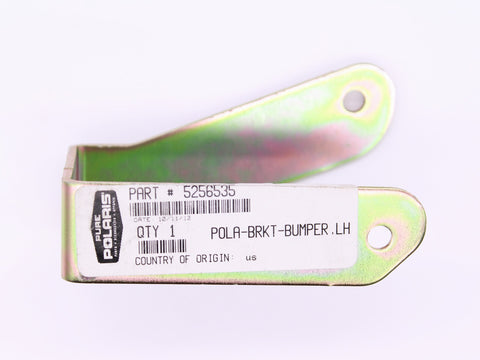 PURE
POLARIS
PART # 5256535
DATE 10/11/12
QTY 1
POLA-BRKT-BUMPER.LH
COUNTRY OF ORIGIN: us